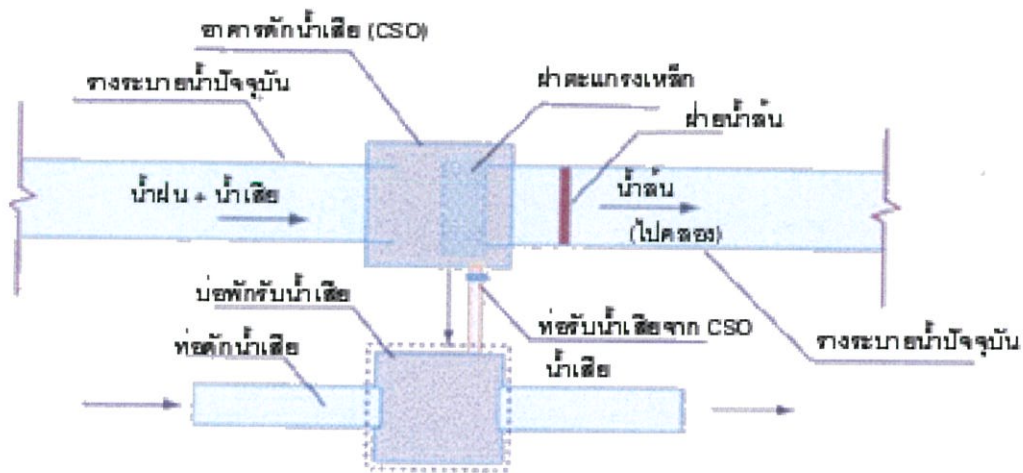 อาคารดักน้ำเสีย (CSO)
รางระบายน้ำปัจจุบัน
ฝาตะแกรงเหล็ก
ฝายน้ำล้น
น้ำฝน + น้ำเสีย
น้ำล้น
(ไปคลอง)
บ่อพักรับน้ำเสีย
ท่อรับน้ำเสียจาก CSO
รางระบายน้ำปัจจุบัน
ท่อดักน้ำเสีย
น้ำเสีย